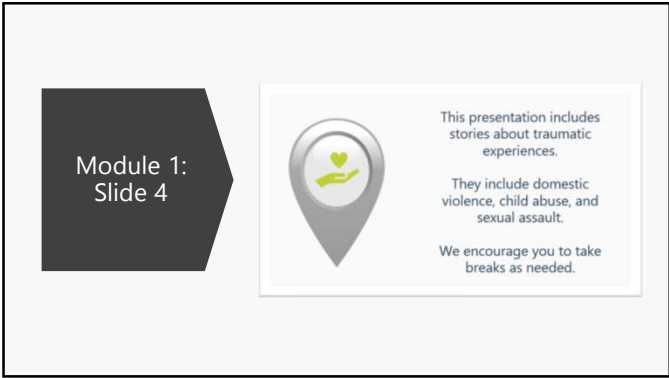 Module 1:
Slide 4
This presentation includes
stories about traumatic
experiences.
They include domestic
violence, child abuse, and
sexual assault.
We encourage you to take
breaks as needed.